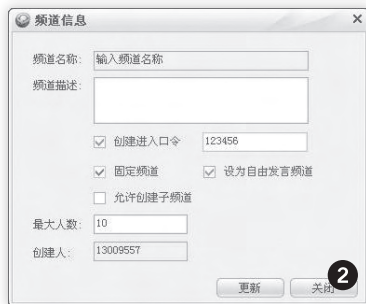 频道信息
频道名称: 输入频道名称
频道描述:
创建进入口令 123456
固定频道 设为自由发言频道
允许创建子频道
最大人数: 10
创建人: 13009557
更新 关闭 2